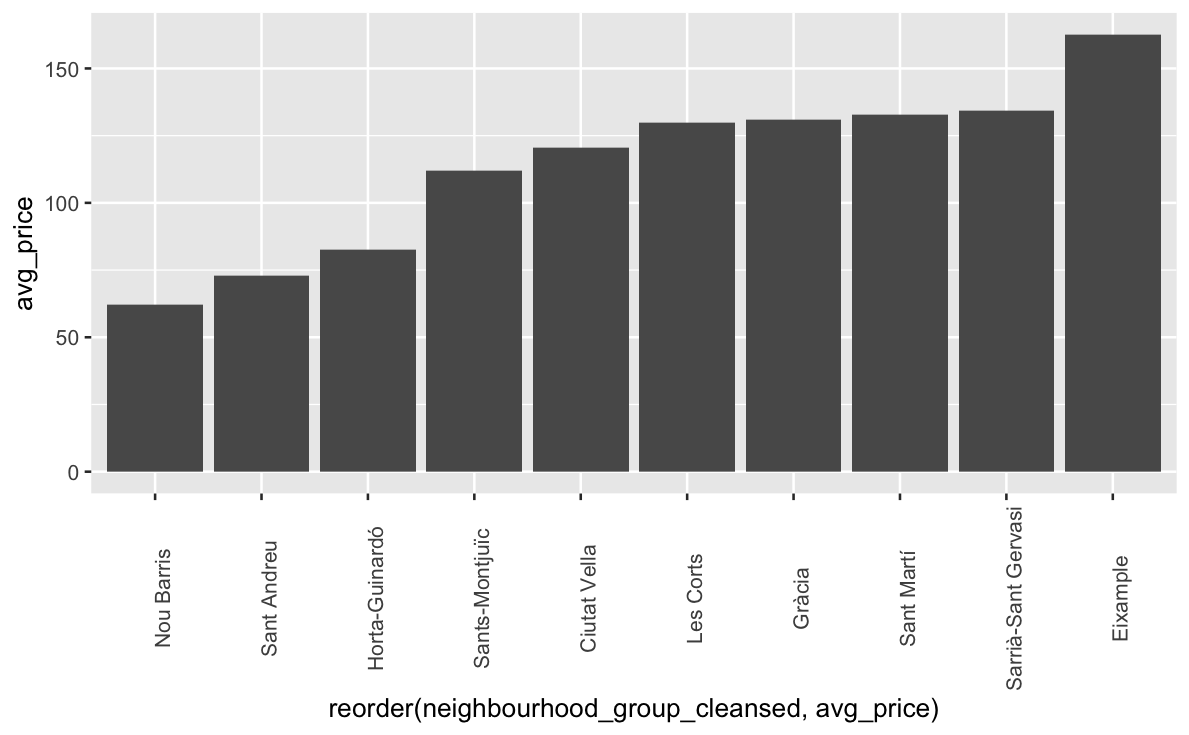 avg_price
150
100
50
0
Nou Barris
Sant Andreu
Horta-Guinardó
Sants-Montjuïc
Ciutat Vella
Les Corts
Gràcia
Sant Martí
Sarrià-Sant Gervasi
Eixample
reorder(neighbourhood_group_cleansed, avg_price)